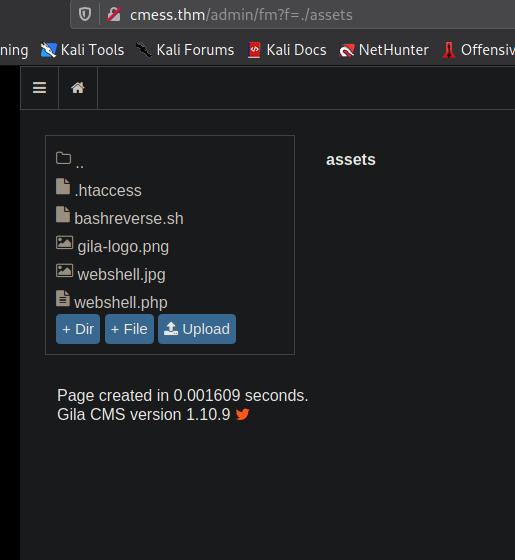 cmess.thm/admin/fm?f=./assets
ning Kali Tools Kali Forums Kali Docs NetHunter Offensiv
..
.htaccess
bashreverse.sh
gila-logo.png
webshell.jpg
webshell.php
+ Dir + File Upload
assets
Page created in 0.001609 seconds.
Gila CMS version 1.10.9